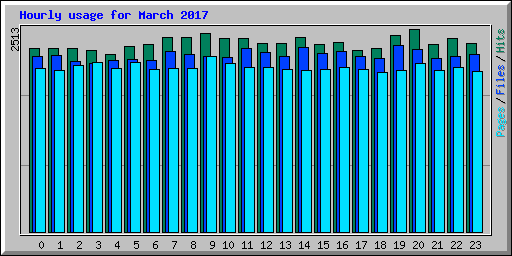 Hourly usage for March 2017
2513
Pages/Files/Hits
0 1 2 3 4 5 6 7 8 9 10 11 12 13 14 15 16 17 18 19 20 21 22 23